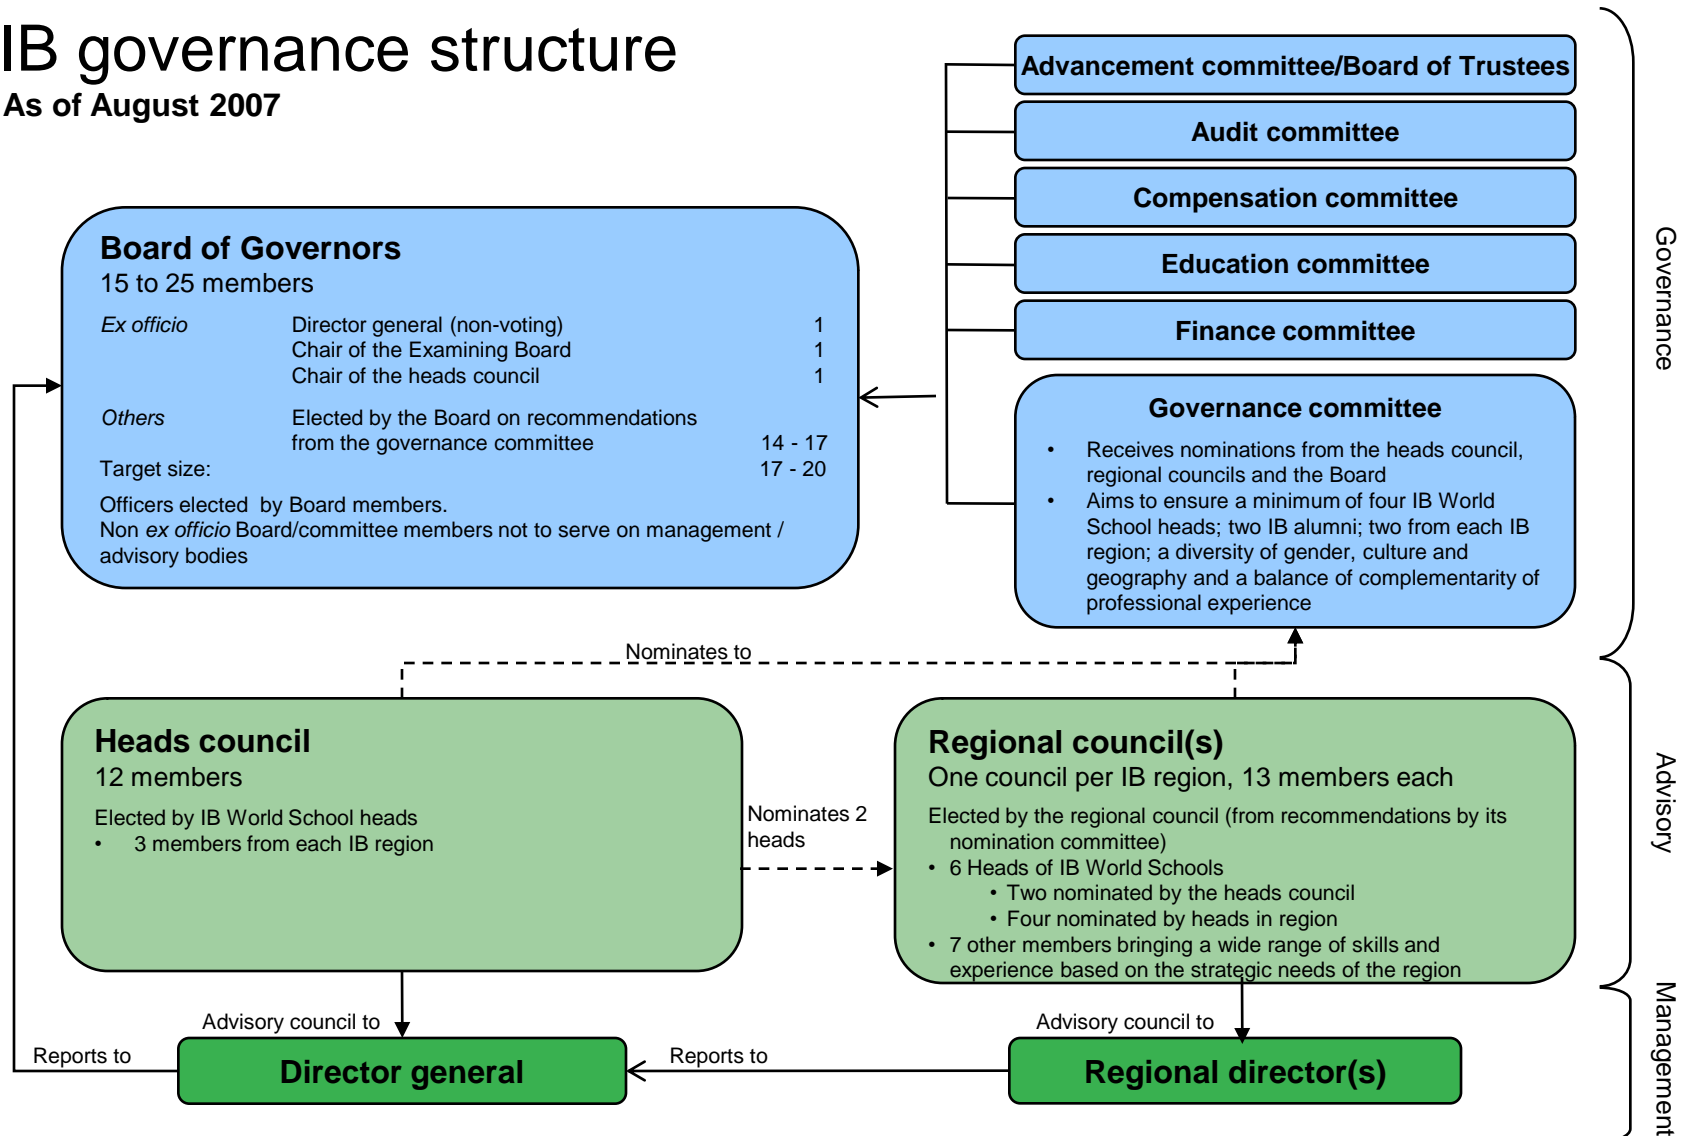 IB governance structure
As of August 2007
Advancement committee/Board of Trustees
Audit committee
Compensation committee
Education committee
Finance committee
Governance committee
• Receives nominations from the heads council,
regional councils and the Board
• Aims to ensure a minimum of four IB World
School heads; two IB alumni; two from each IB
region; a diversity of gender, culture and
geography and a balance of complementarity of
professional experience
Governance
Board of Governors
15 to 25 members
Ex officio Director general (non-voting) 1
Chair of the Examining Board 1
Chair of the heads council 1
Others Elected by the Board on recommendations
from the governance committee 14 - 17
Target size: 17 - 20
Officers elected by Board members.
Non ex officio Board/committee members not to serve on management /
advisory bodies
Nominates to
Heads council
12 members
Elected by IB World School heads
• 3 members from each IB region
Nominates 2
heads
Regional council(s)
One council per IB region, 13 members each
Elected by the regional council (from recommendations by its
nomination committee)
• 6 Heads of IB World Schools
• Two nominated by the heads council
• Four nominated by heads in region
• 7 other members bringing a wide range of skills and
experience based on the strategic needs of the region
Advisory
Advisory council to
Advisory council to
Reports to
Director general
Reports to
Regional director(s)
Management